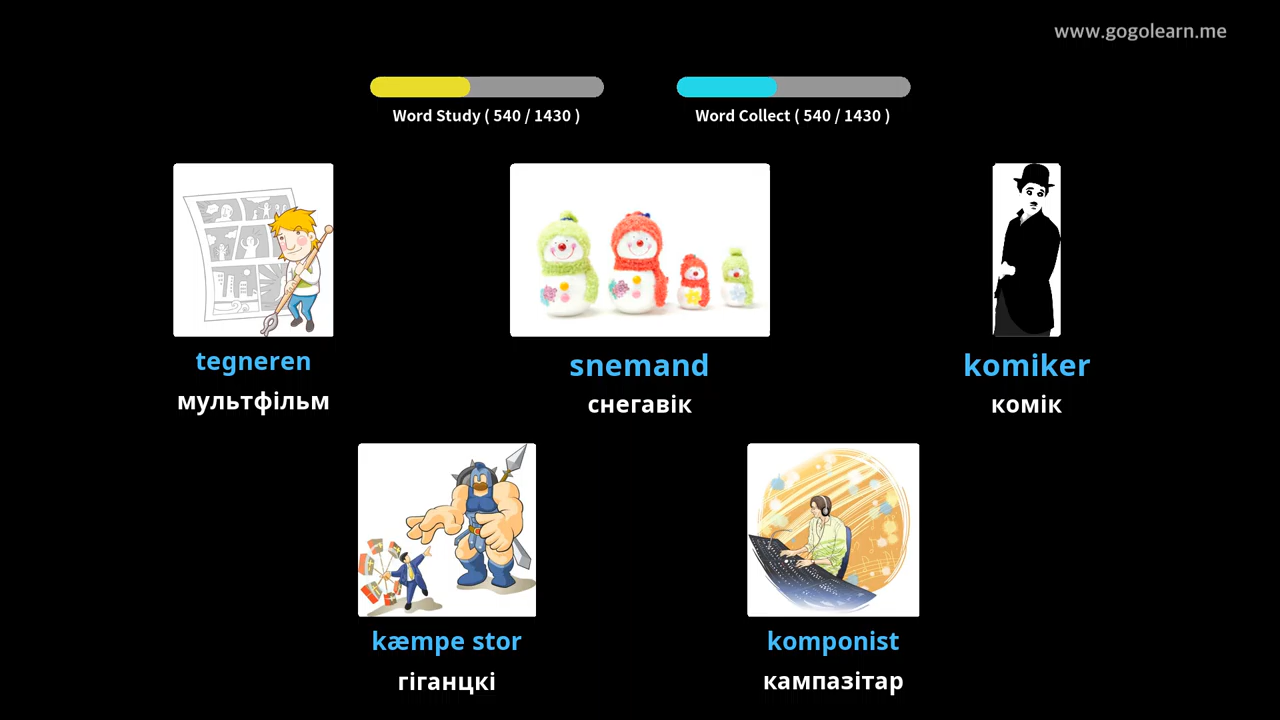 www.gogolearn.me
Word Study ( 540 / 1430 )
Word Collect ( 540 / 1430 )
tegneren
мультфільм
snemand
снегавік
komiker
комік
kæmpe stor
гіганцкі
komponist
кампазітар